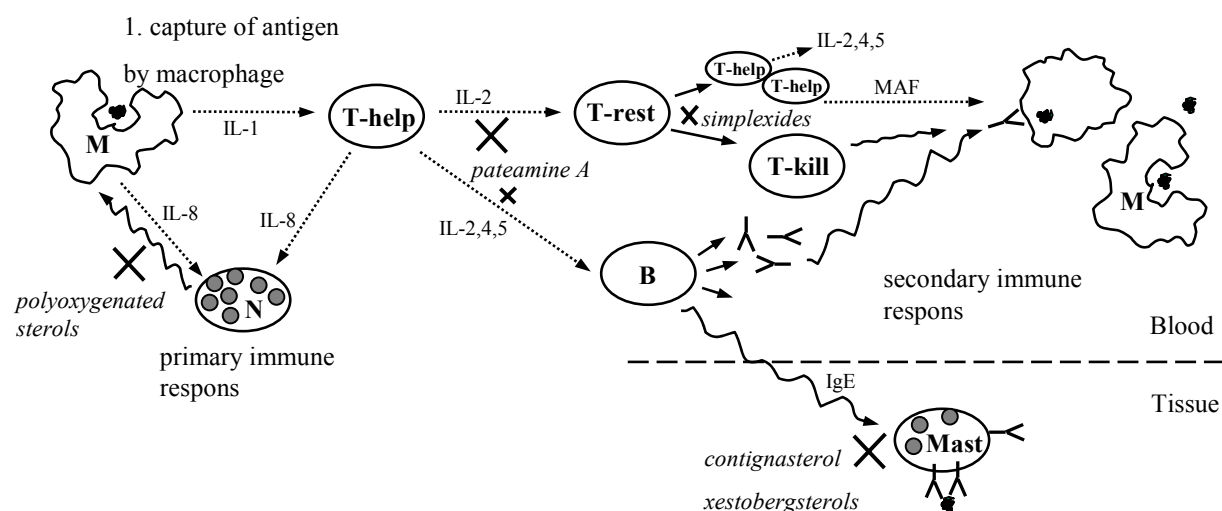 1. capture of antigen
by macrophage
M
IL-1
T-help
IL-2
pateamine A
IL-2,4,5
IL-8
IL-8
polyoxygenated
sterols
N
primary immune
respons
T-rest
T-help
T-help
IL-2,4,5
MAF
simplexides
T-kill
B
M
secondary immune
respons
Blood
Tissue
IgE
Mast
contignasterol
xestobergsterols